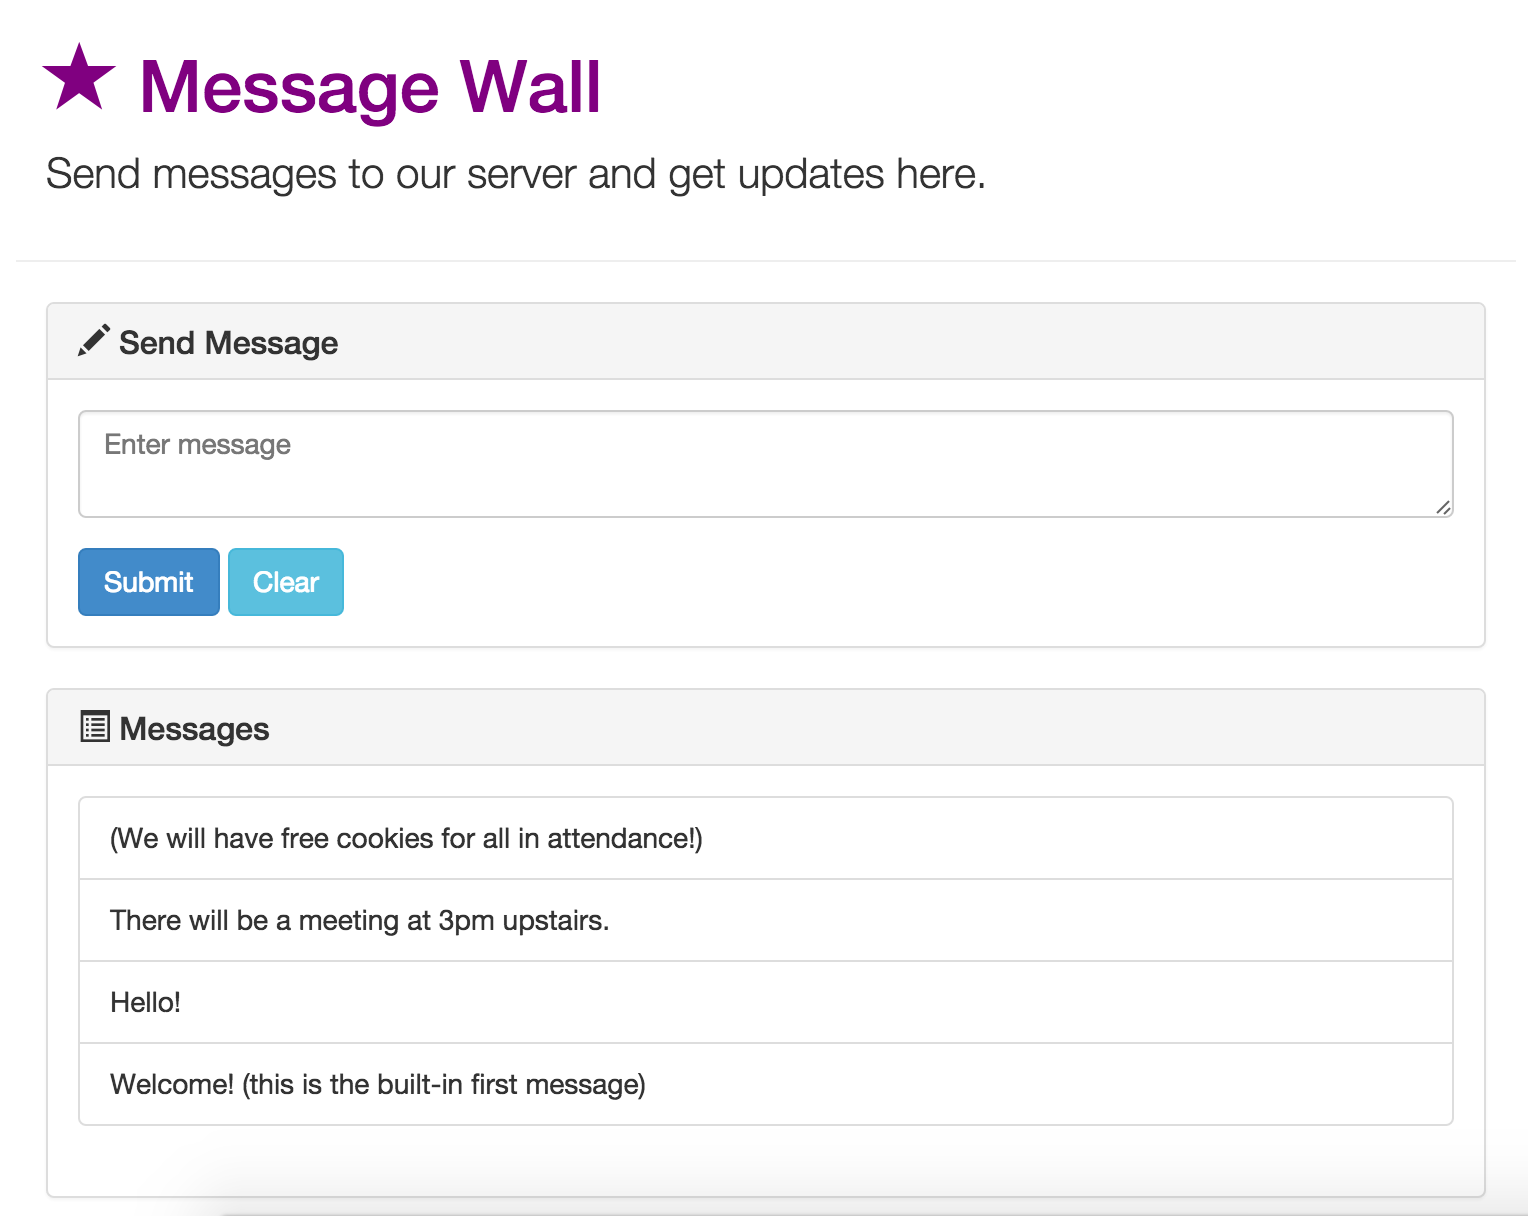 Message Wall
Send messages to our server and get updates here.
Send Message
Enter message
Submit Clear
Messages
(We will have free cookies for all in attendance!)
There will be a meeting at 3pm upstairs.
Hello!
Welcome! (this is the built-in first message)